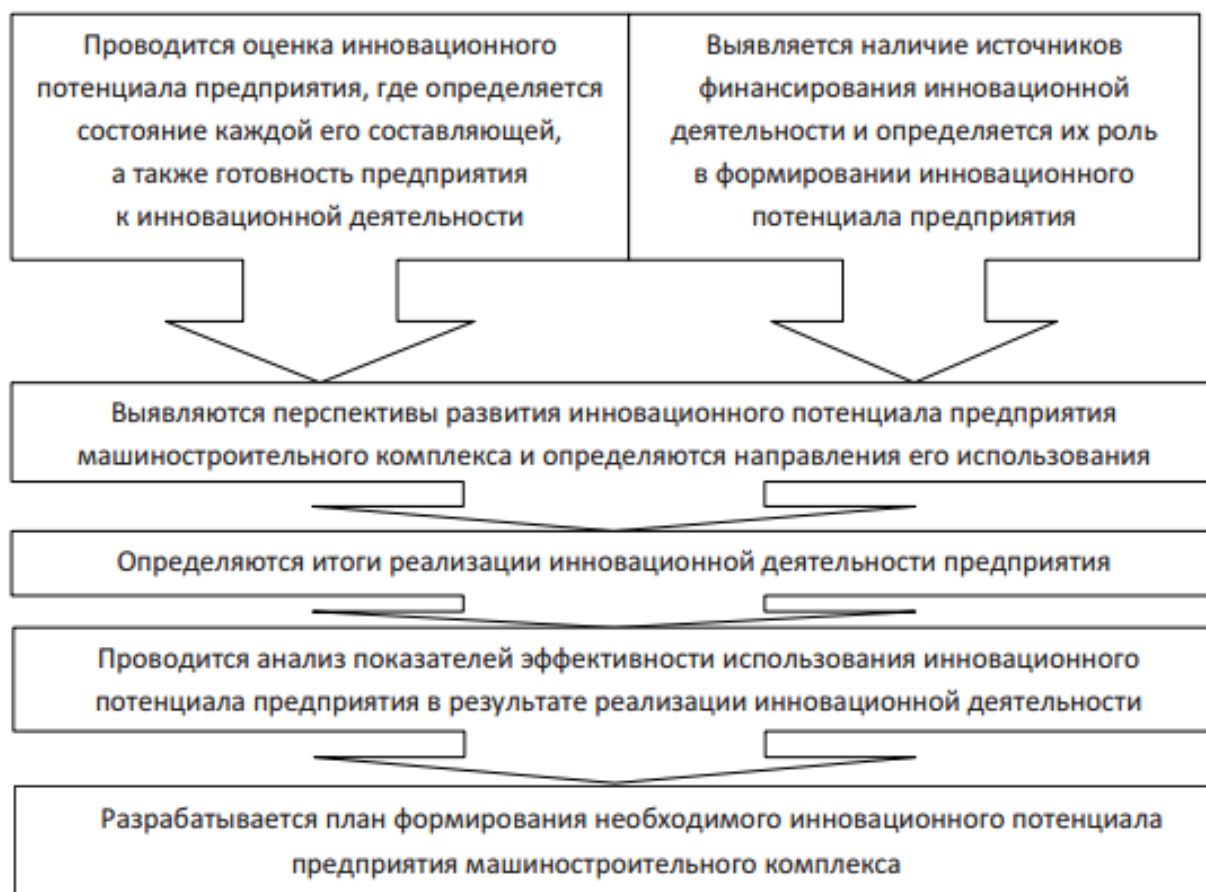 Проводится оценка инновационного
потенциала предприятия, где определяется
состояние каждой его составляющей,
а также готовность предприятия
к инновационной деятельности
Выявляется наличие источников
финансирования инновационной
деятельности и определяется их роль
в формировании инновационного
потенциала предприятия
Выявляются перспективы развития инновационного потенциала предприятия
машиностроительного комплекса и определяются направления его использования
Определяются итоги реализации инновационной деятельности предприятия
Проводится анализ показателей эффективности использования инновационного
потенциала предприятия в результате реализации инновационной деятельности
Разрабатывается план формирования необходимого инновационного потенциала
предприятия машиностроительного комплекса